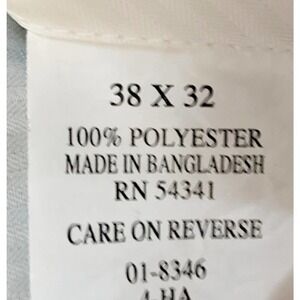 38 X 32
100% POLYESTER
MADE IN BANGLADESH
RN 54341
CARE ON REVERSE
01-8346
4 HA